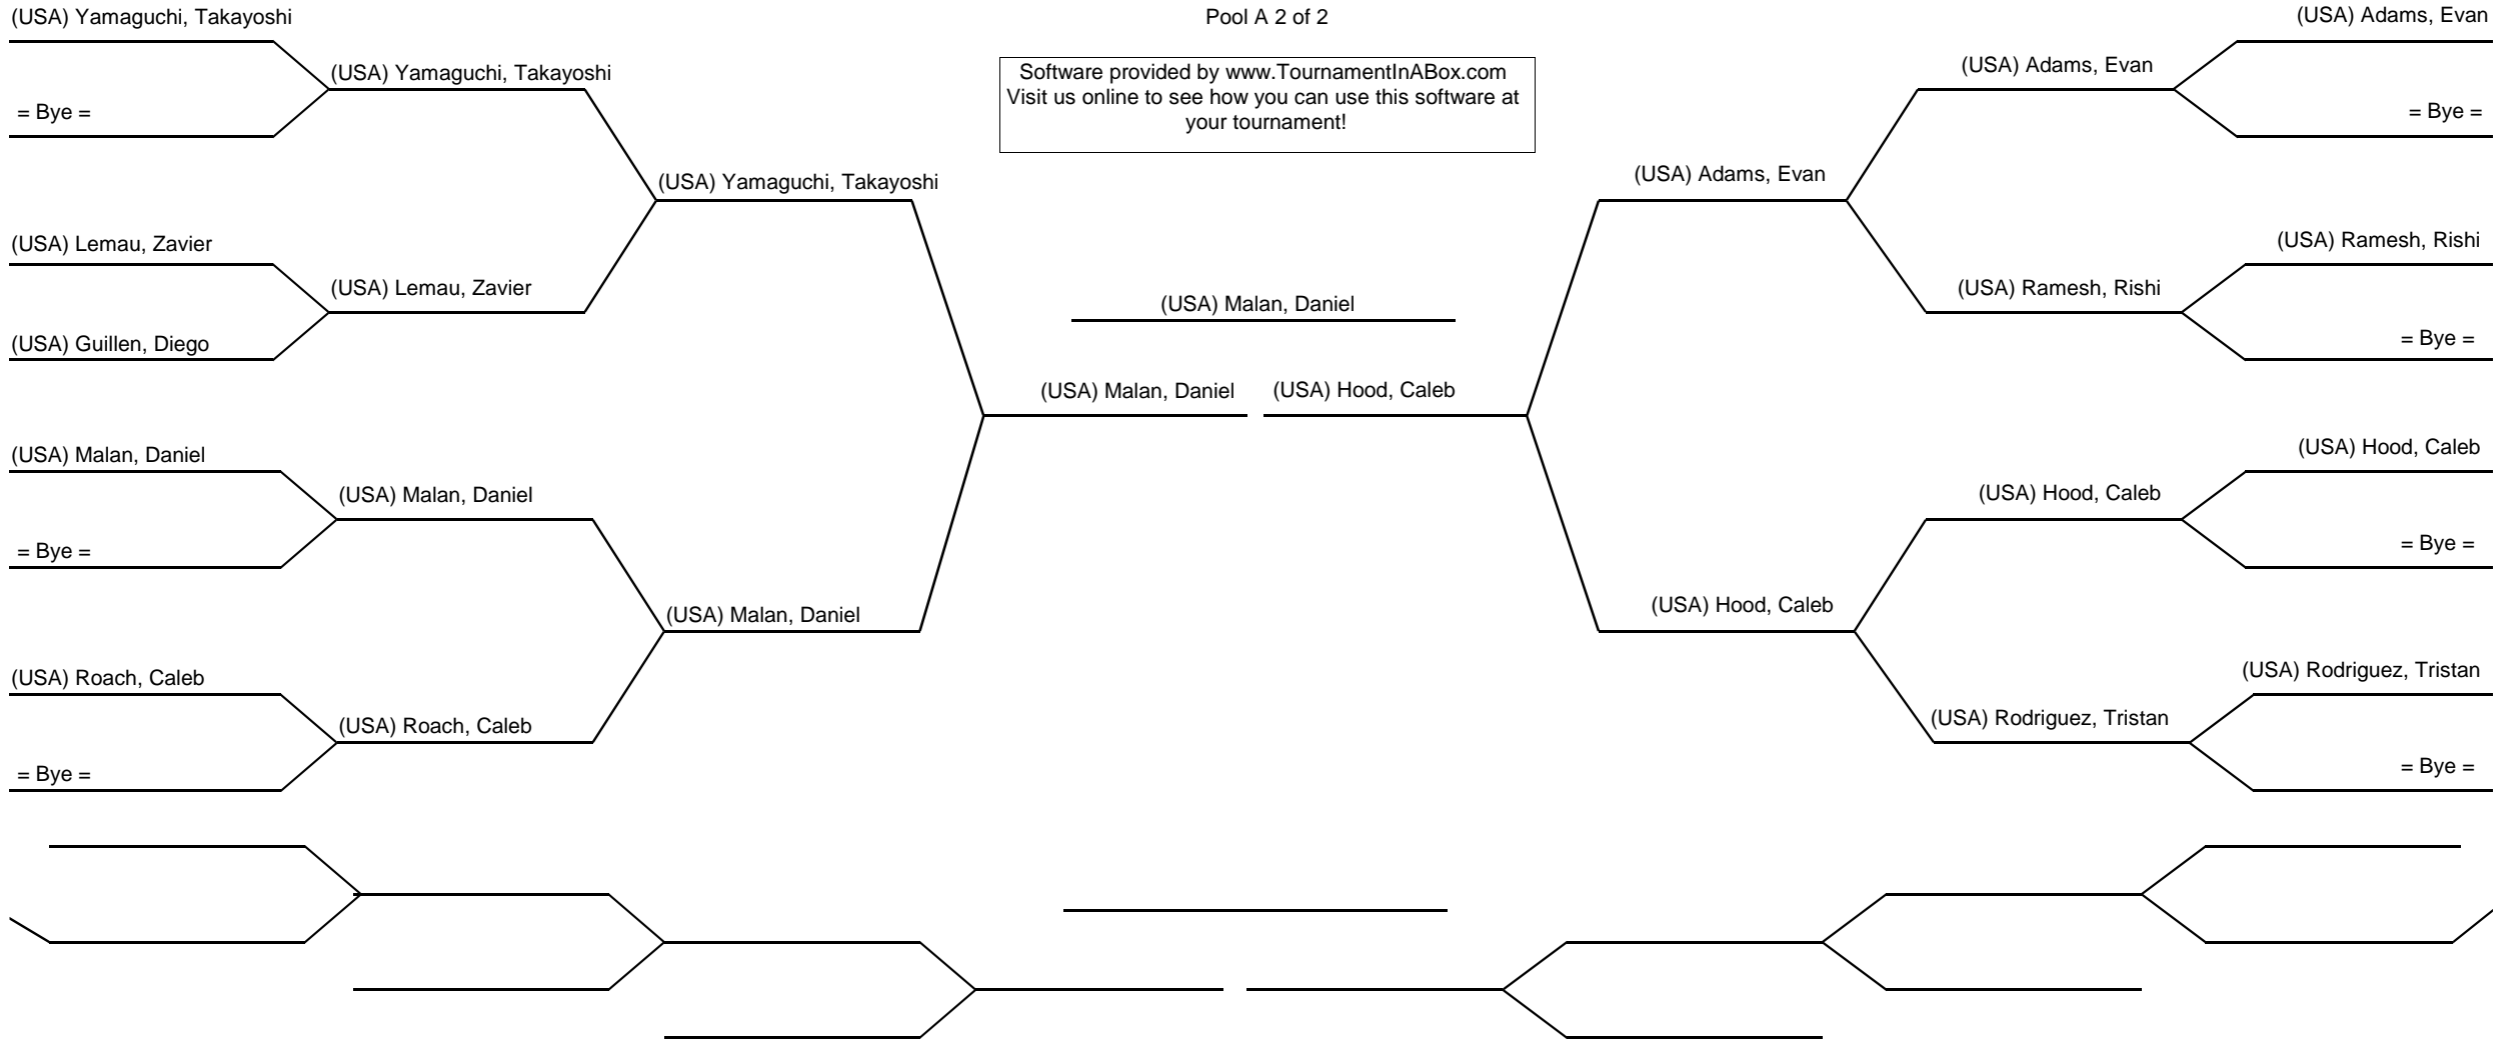 Pool A 2 of 2
Software provided by www.TournamentInABox.com
Visit us online to see how you can use this software at
your tournament!
(USA) Yamaguchi, Takayoshi
= Bye =
(USA) Lemau, Zavier
(USA) Guillen, Diego
(USA) Malan, Daniel
= Bye =
(USA) Roach, Caleb
= Bye =
(USA) Yamaguchi, Takayoshi
(USA) Lemau, Zavier
(USA) Malan, Daniel
(USA) Roach, Caleb
(USA) Yamaguchi, Takayoshi
(USA) Malan, Daniel
(USA) Malan, Daniel
(USA) Malan, Daniel
(USA) Hood, Caleb
(USA) Adams, Evan
(USA) Hood, Caleb
(USA) Adams, Evan
(USA) Ramesh, Rishi
(USA) Hood, Caleb
(USA) Rodriguez, Tristan
(USA) Adams, Evan
= Bye =
(USA) Ramesh, Rishi
= Bye =
(USA) Hood, Caleb
= Bye =
(USA) Rodriguez, Tristan
= Bye =